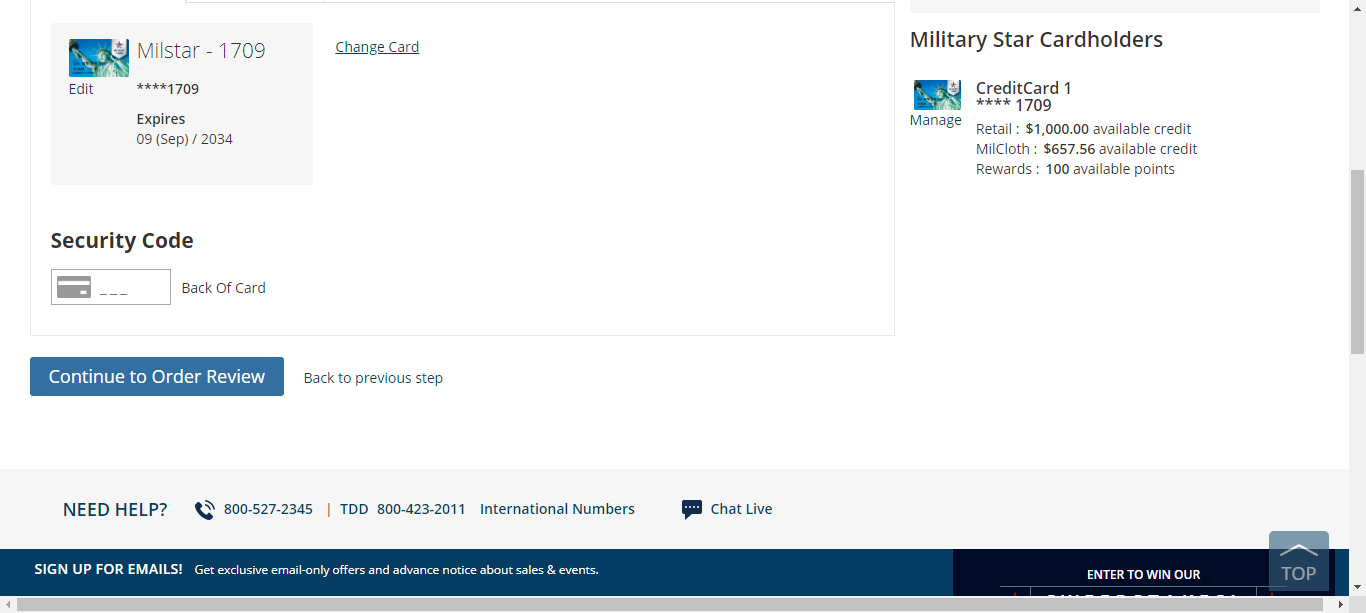 Milstar - 1709
Change Card
Edit
****1709
Expires
09 (Sep) / 2034
Security Code
_ _ _
Back Of Card
Continue to Order Review
Back to previous step
Military Star Cardholders
CreditCard 1
**** 1709
Manage
Retail : $1,000.00 available credit
MilCloth : $657.56 available credit
Rewards : 100 available points
NEED HELP? 800-527-2345 | TDD 800-423-2011 International Numbers Chat Live
SIGN UP FOR EMAILS! Get exclusive email-only offers and advance notice about sales & events.
ENTER TO WIN OUR
TOP